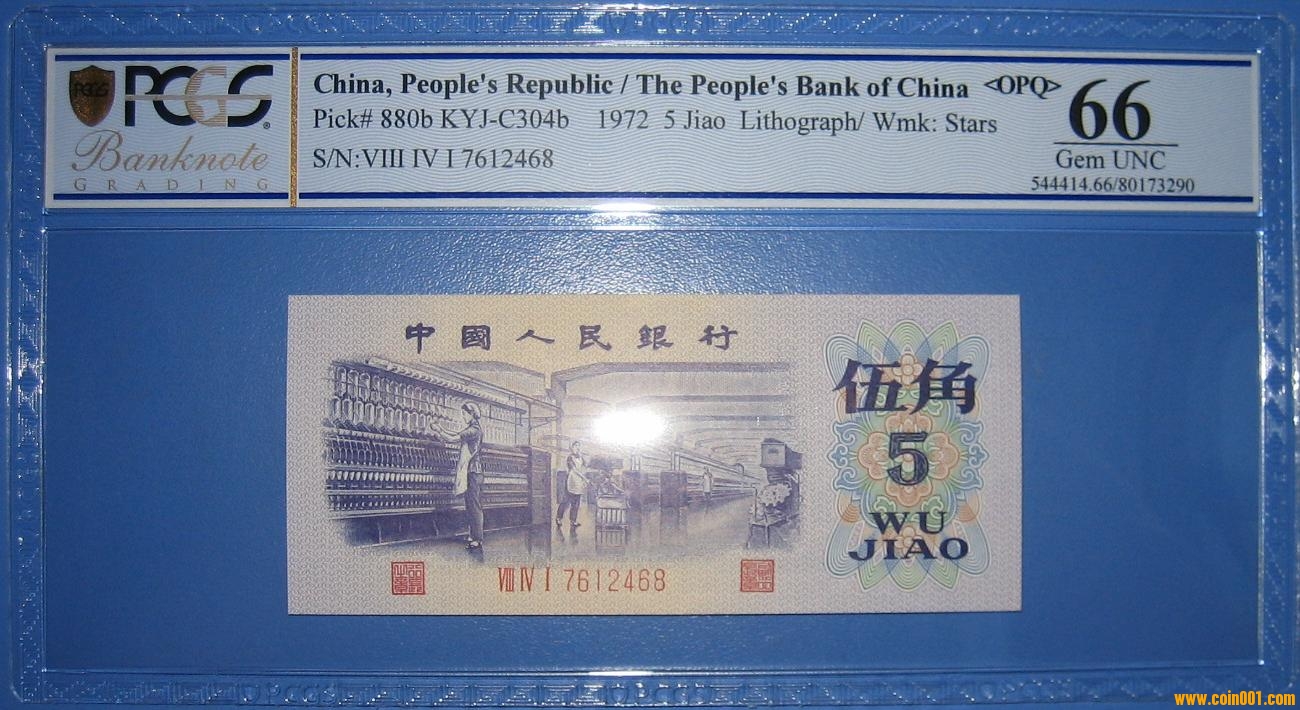 PCGS
Banknote
GRADING
China, People's Republic / The People's Bank of China <OPQ>
Pick# 880b KYJ-C304b 1972 5 Jiao Lithograph/ Wmk: Stars
S/N:VIII IV I 7612468
66
Gem UNC
544414.66/80173290
中國人民銀行
伍角
5
WU
JIAO
VIII IV I 7612468
www.coin001.com